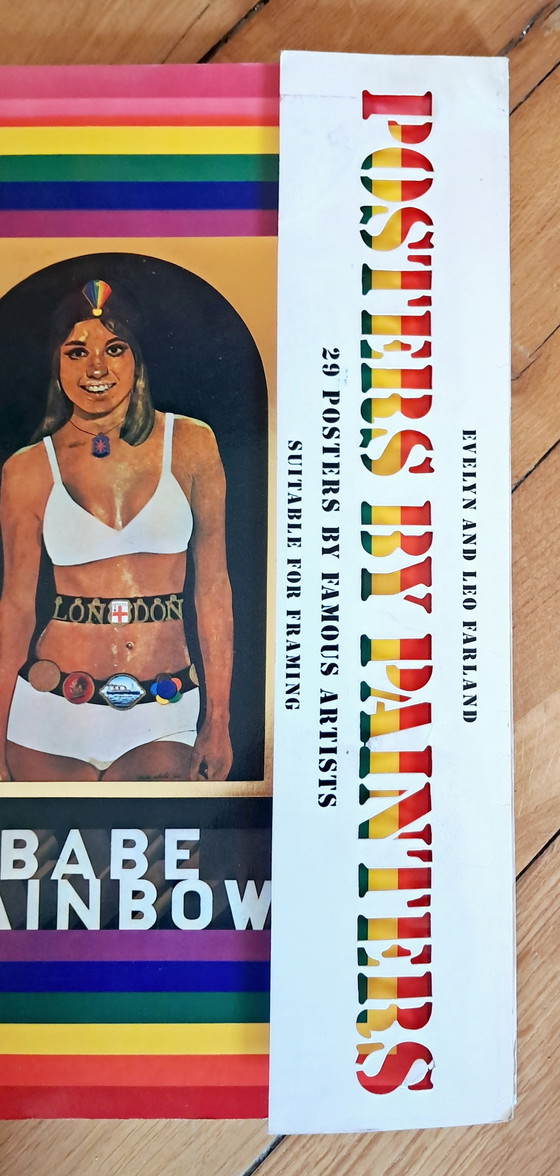 EVELYN AND LEO FARLAND
POSTERS BY PAINTERS
29 POSTERS BY FAMOUS ARTISTS
SUITABLE FOR FRAMING
LONDON
BABE
AINBOW